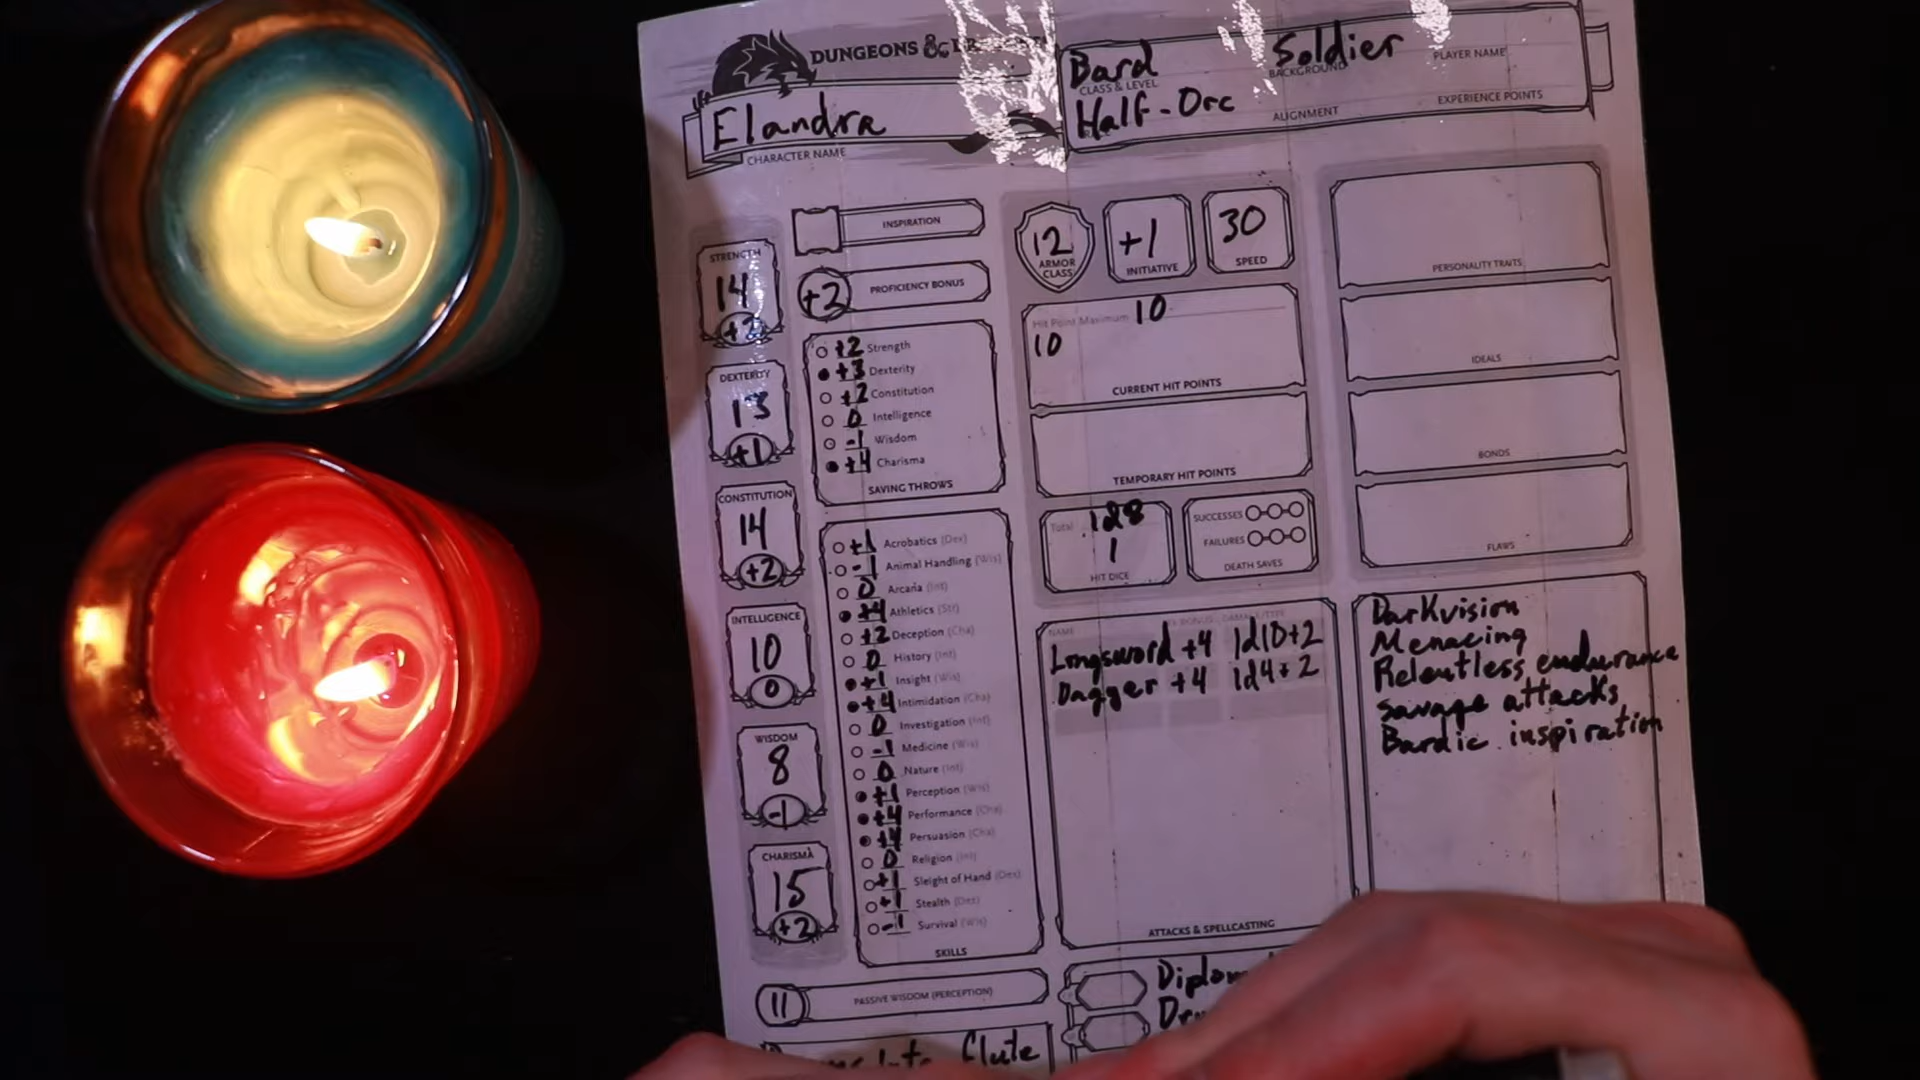 DUNGEONS &
Bard
Soldier
CLASS & LEVEL
BACKGROUND
PLAYER NAME
Elandra
Half-Orc
ALIGNMENT
EXPERIENCE POINTS
CHARACTER NAME
STRENGTH
14
+2
DEXTERITY
13
+1
CONSTITUTION
14
+2
INTELLIGENCE
10
0
WISDOM
8
-1
CHARISMA
15
+2
INSPIRATION
+2 PROFICIENCY BONUS
+2 Strength
+3 Dexterity
+2 Constitution
0 Intelligence
-1 Wisdom
+4 Charisma
SAVING THROWS
+1 Acrobatics (Dex)
-1 Animal Handling (Wis)
0 Arcana (Int)
+4 Athletics (Str)
+2 Deception (Cha)
0 History (Int)
+1 Insight (Wis)
+4 Intimidation (Cha)
0 Investigation (Int)
-1 Medicine (Wis)
0 Nature (Int)
+1 Perception (Wis)
+4 Performance (Cha)
+4 Persuasion (Cha)
0 Religion (Int)
+1 Sleight of Hand (Dex)
+1 Stealth (Dex)
-1 Survival (Wis)
SKILLS
11 PASSIVE WISDOM (PERCEPTION)
flute
12
ARMOR
CLASS
+1
INITIATIVE
30
SPEED
Hit Point Maximum 10
10
CURRENT HIT POINTS
TEMPORARY HIT POINTS
Total 1d8
1
HIT DICE
SUCCESSES
FAILURES
DEATH SAVES
NAME
Longsword +4 1d10+2
Dagger +4 1d4+2
ATTACKS & SPELLCASTING
PERSONALITY TRAITS
IDEALS
BONDS
FLAWS
Darkvision
Menacing
Relentless endurance
savage attacks
Bardic inspiration